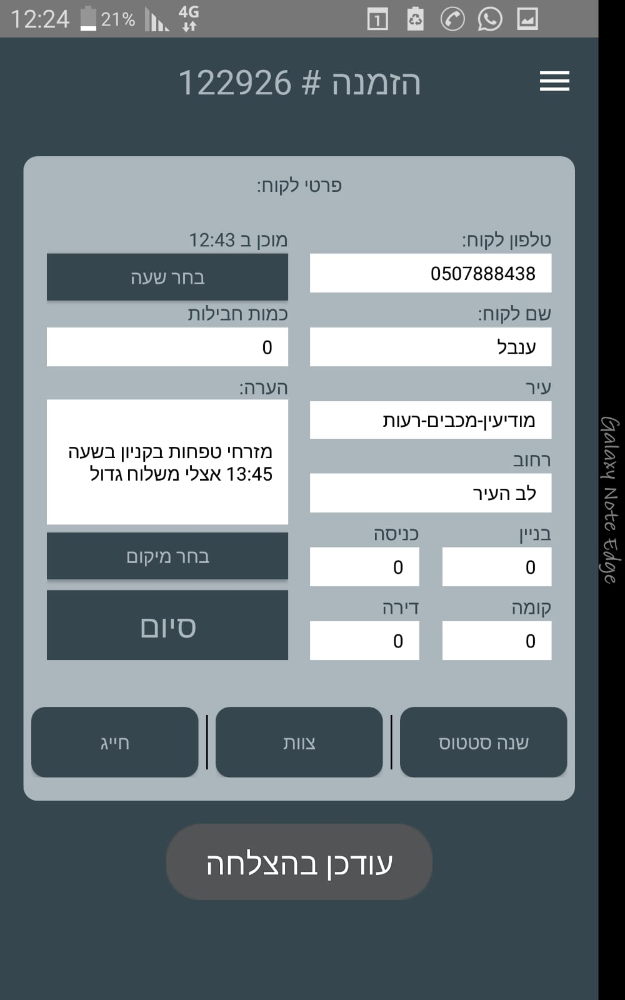 12:24 21% 4G 1
הזמנה # 122926
פרטי לקוח:
טלפון לקוח:
0507888438
שם לקוח:
ענבל
עיר
מודיעין-מכבים-רעות
רחוב
לב העיר
בניין
כניסה
0
0
קומה
דירה
0
0
מוכן ב 12:43
בחר שעה
כמות חבילות
0
הערה:
מזרחי טפחות בקניון בשעה
13:45 אצלי משלוח גדול
בחר מיקום
סיום
שנה סטטוס
צוות
חייג
עודכן בהצלחה
Galaxy Note Edge